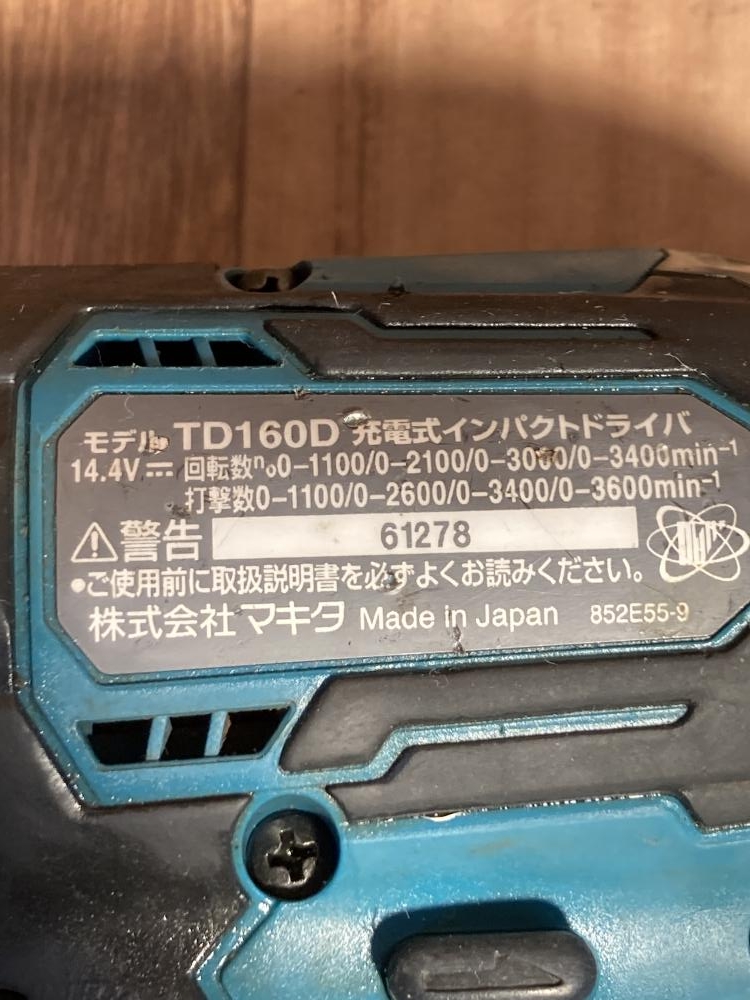 モデル TD160D 充電式インパクトドライバ
14.4V⎓ 回転数n₀0-1100/0-2100/0-3000/0-3400min⁻¹
打撃数0-1100/0-2600/0-3400/0-3600min⁻¹
⚠警告 61278
●ご使用前に取扱説明書を必ずよくお読みください。
株式会社マキタ Made in Japan 852E55-9